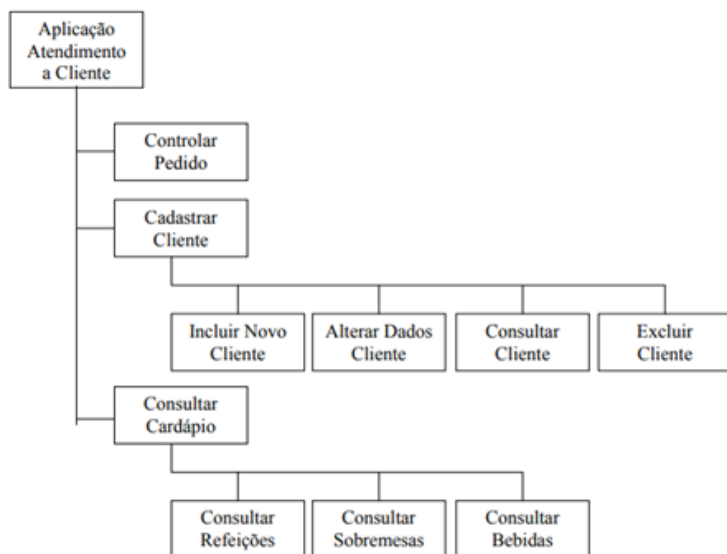 Aplicação
Atendimento
a Cliente
Controlar
Pedido
Cadastrar
Cliente
Incluir Novo
Cliente
Alterar Dados
Cliente
Consultar
Cliente
Excluir
Cliente
Consultar
Cardápio
Consultar
Refeições
Consultar
Sobremesas
Consultar
Bebidas